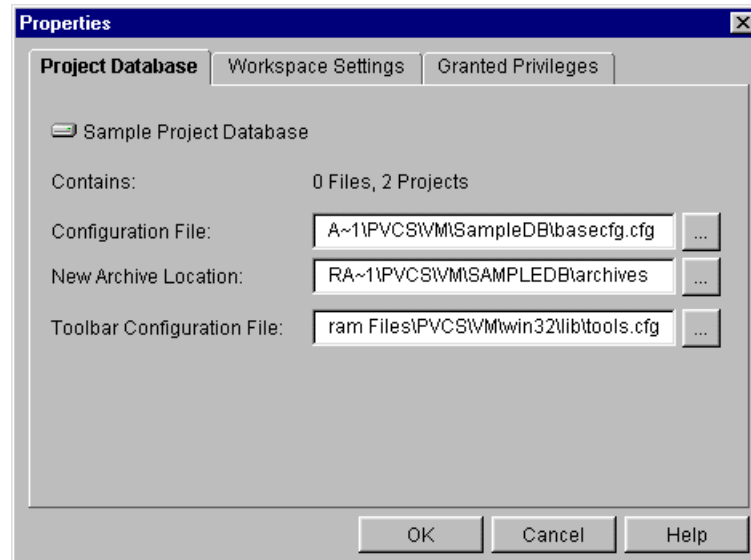 Properties
Project Database Workspace Settings Granted Privileges
Sample Project Database
Contains: 0 Files, 2 Projects
Configuration File: A~1\PVCS\VM\SampleDB\basecfg.cfg ...
New Archive Location: RA~1\PVCS\VM\SAMPLEDB\archives ...
Toolbar Configuration File: ram Files\PVCS\VM\win32\lib\tools.cfg ...
OK Cancel Help